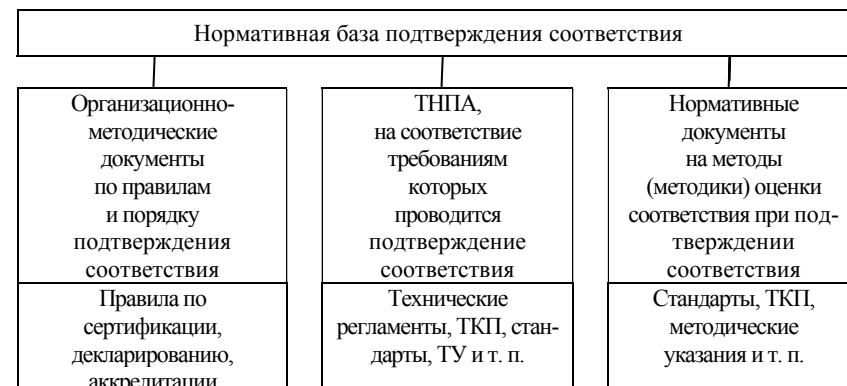 Нормативная база подтверждения соответствия
Организационно-
методические
документы
по правилам
и порядку
подтверждения
соответствия
Правила по
сертификации,
декларированию,
аккредитации
ТНПА,
на соответствие
требованиям
которых
проводится
подтверждение
соответствия
Технические
регламенты, ТКП, стан-
дарты, ТУ и т. п.
Нормативные
документы
на методы
(методики) оценки
соответствия при под-
тверждении
соответствия
Стандарты, ТКП,
методические
указания и т. п.